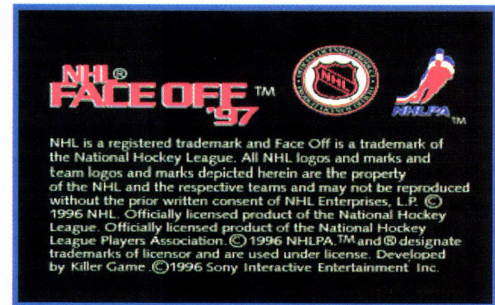 NHL®
FACE OFF™
'97
OFFICIAL LICENSED PRODUCT
NHL
NHLPA™
NHL is a registered trademark and Face Off is a trademark of
the National Hockey League. All NHL logos and marks and
team logos and marks depicted herein are the property
of the NHL and the respective teams and may not be reproduced
without the prior written consent of NHL Enterprises, L.P. ©
1996 NHL. Officially licensed product of the National Hockey
League. Officially licensed product of the National Hockey
League Players Association.© 1996 NHLPA.™ and ® designate
trademarks of licensor and are used under license. Developed
by Killer Game.©1996 Sony Interactive Entertainment Inc.